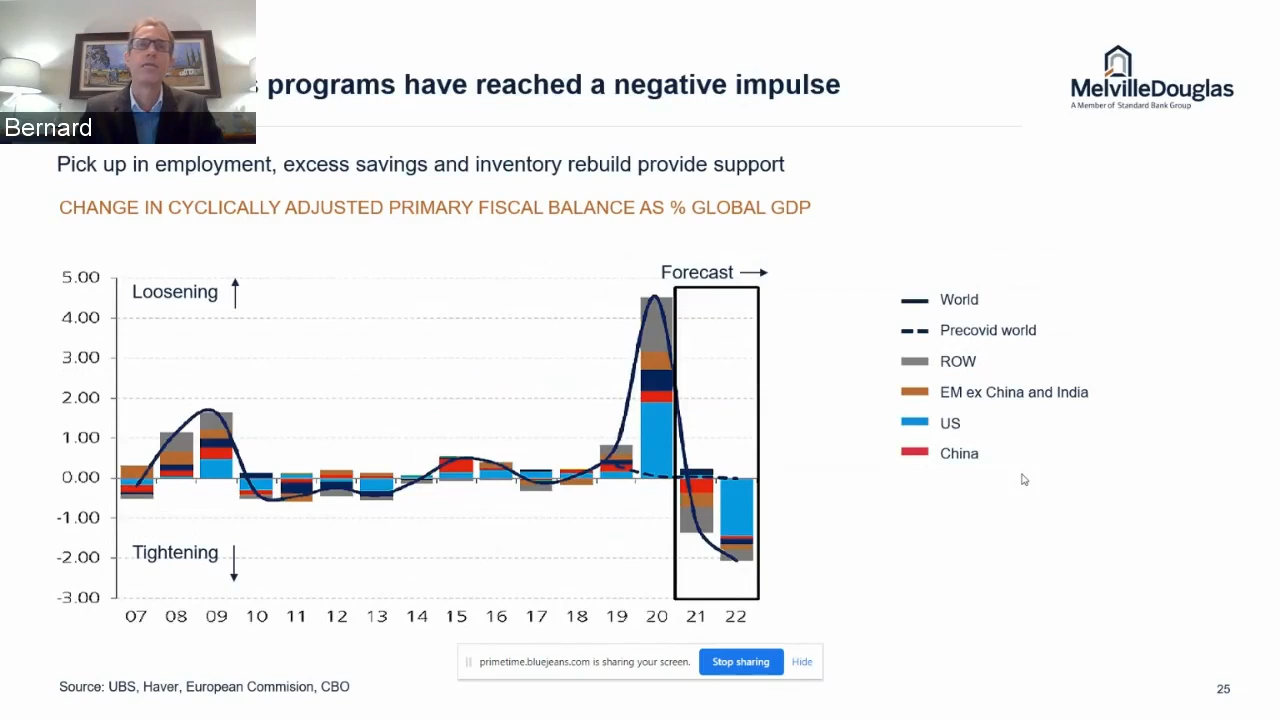 Bernard
programs have reached a negative impulse
MelvilleDouglas
A Member of Standard Bank Group
Pick up in employment, excess savings and inventory rebuild provide support
CHANGE IN CYCLICALLY ADJUSTED PRIMARY FISCAL BALANCE AS % GLOBAL GDP
Forecast
5.00
Loosening
4.00
3.00
2.00
1.00
0.00
-1.00
-2.00
Tightening
-3.00
07 08 09 10 11 12 13 14 15 16 17 18 19 20 21 22
World
Precovid world
ROW
EM ex China and India
US
China
primetime.bluejeans.com is sharing your screen. Stop sharing Hide
Source: UBS, Haver, European Commision, CBO
25